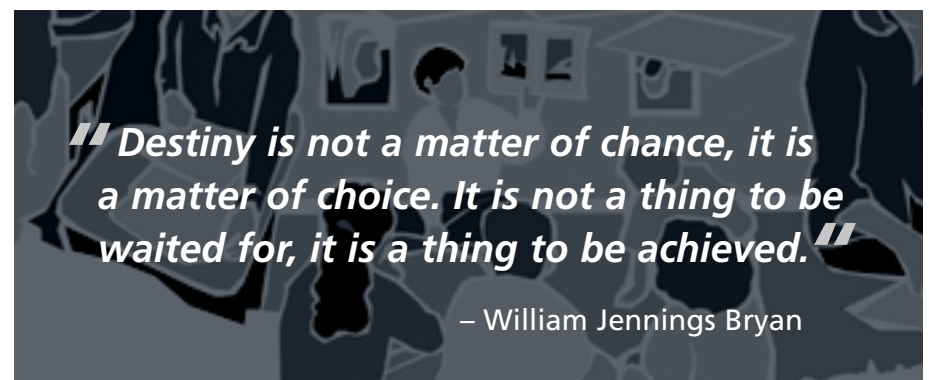 " Destiny is not a matter of chance, it is
a matter of choice. It is not a thing to be
waited for, it is a thing to be achieved. "
– William Jennings Bryan